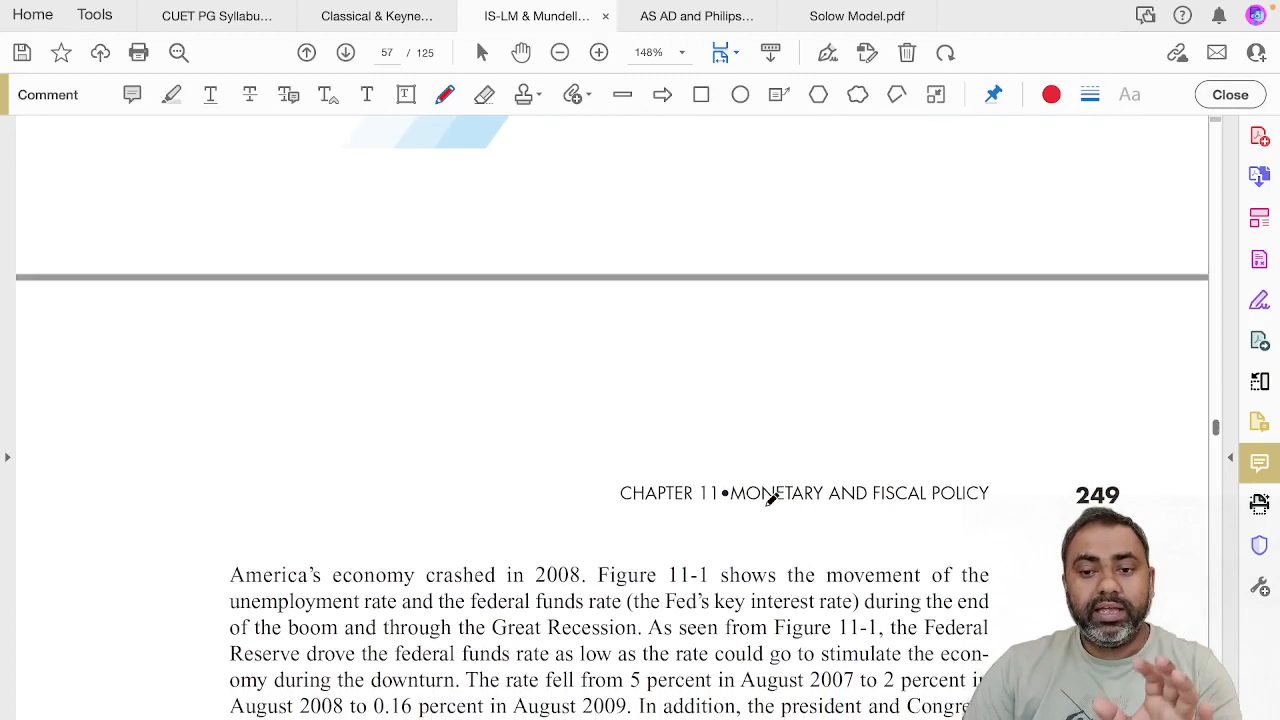 Home Tools CUET PG Syllabu... Classical & Keyne... IS-LM & Mundell... × AS AD and Philips... Solow Model.pdf
57 / 125 148%
Comment T T T T T T Aa Close
CHAPTER 11•MONETARY AND FISCAL POLICY 249
America's economy crashed in 2008. Figure 11-1 shows the movement of the
unemployment rate and the federal funds rate (the Fed's key interest rate) during the end
of the boom and through the Great Recession. As seen from Figure 11-1, the Federal
Reserve drove the federal funds rate as low as the rate could go to stimulate the econ-
omy during the downturn. The rate fell from 5 percent in August 2007 to 2 percent in
August 2008 to 0.16 percent in August 2009. In addition, the president and Congre